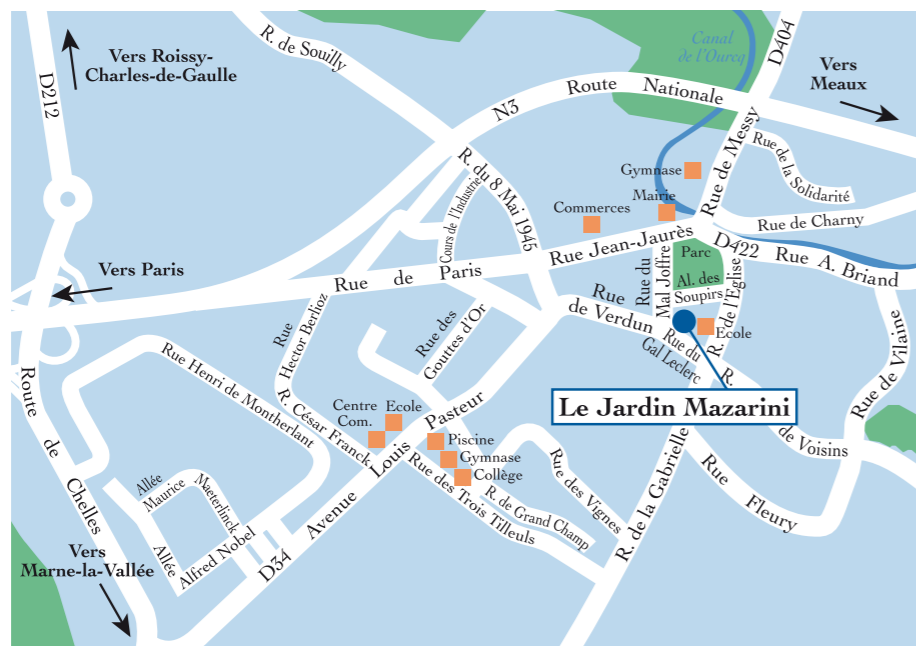 Vers Roissy-
Charles-de-Gaulle
D212
R. de Souilly
N3
Route
Nationale
Canal
de l'Ourcq
D404
Vers
Meaux
Rue de Messy
Rue de la Solidarité
Rue de Charny
Gymnase
Mairie
Commerces
R. du 8 Mai 1945
Cours de l'Industrie
Rue Jean-Jaurès
D422
Rue A. Briand
Parc
Al. des
Soupirs
Rue du
Mal Joffre
R. de l'Eglise
Vers Paris
Rue de Paris
Rue
Hector Berlioz
Rue des
Gouttes d'Or
Rue
de Verdun
Rue du
Gal Leclerc
Ecole
Rue de Vilaine
Route de Chelles
Rue Henri de Montherlant
R. César Franck
Centre
Com.
Ecole
Avenue Louis Pasteur
D34
Piscine
Gymnase
Collège
Le Jardin Mazarini
R.
de Voisins
Rue des Vignes
R. de Grand Champ
Rue des Trois Tilleuls
R. de la Gabrielle
Rue Fleury
Allée
Maurice
Maeterlinck
Allée
Alfred Nobel
Vers
Marne-la-Vallée